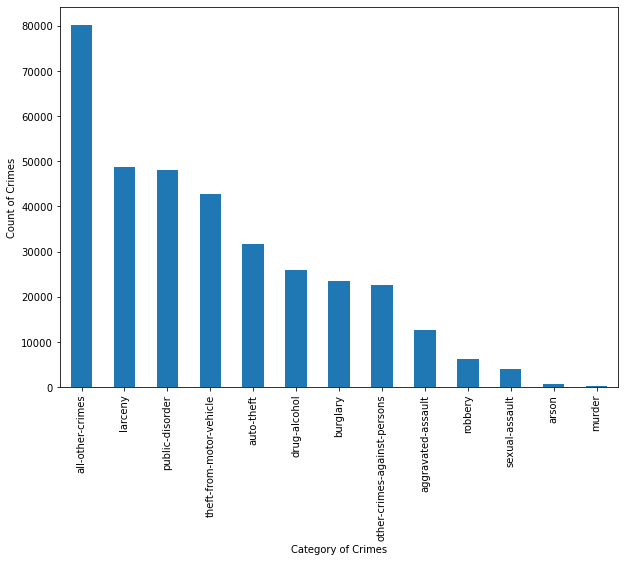 80000
70000
60000
50000
40000
30000
20000
10000
0
Count of Crimes
all-other-crimes
larceny
public-disorder
theft-from-motor-vehicle
auto-theft
drug-alcohol
burglary
other-crimes-against-persons
aggravated-assault
robbery
sexual-assault
arson
murder
Category of Crimes